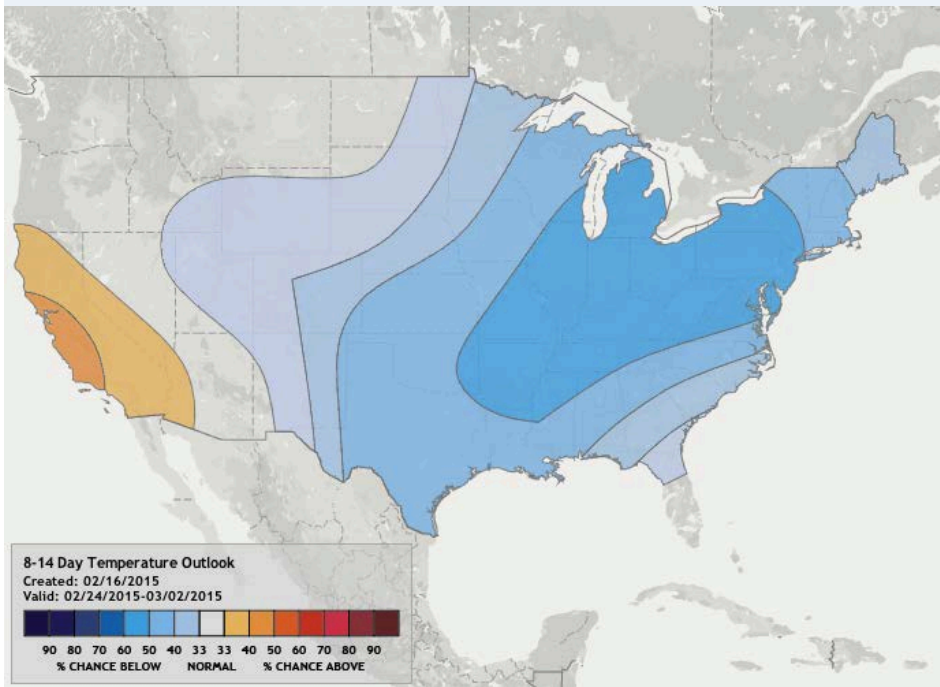 8-14 Day Temperature Outlook
Created: 02/16/2015
Valid: 02/24/2015-03/02/2015
90 80 70 60 50 40 33 33 40 50 60 70 80 90
% CHANCE BELOW NORMAL % CHANCE ABOVE